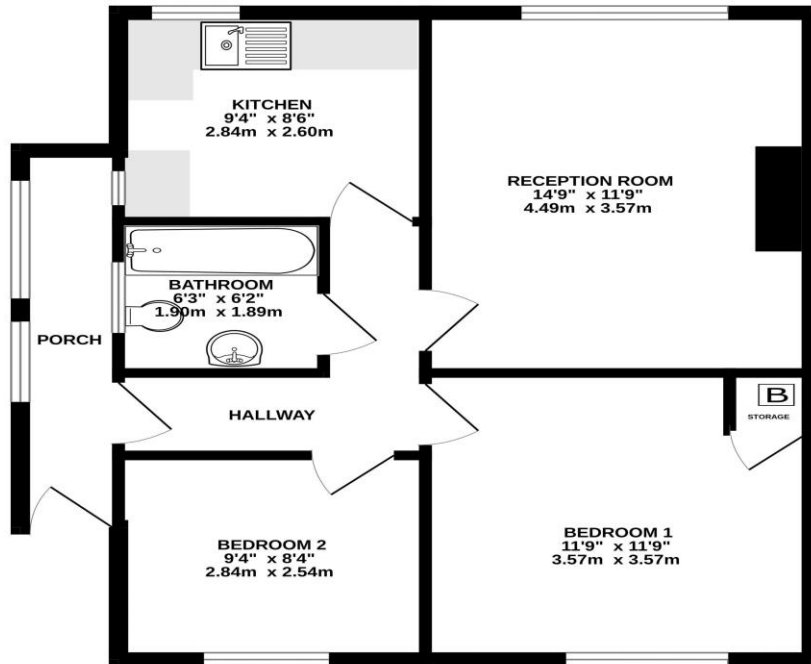 KITCHEN
9'4" x 8'6"
2.84m x 2.60m
RECEPTION ROOM
14'9" x 11'9"
4.49m x 3.57m
BATHROOM
6'3" x 6'2"
1.90m x 1.89m
PORCH
HALLWAY
B
STORAGE
BEDROOM 2
9'4" x 8'4"
2.84m x 2.54m
BEDROOM 1
11'9" x 11'9"
3.57m x 3.57m